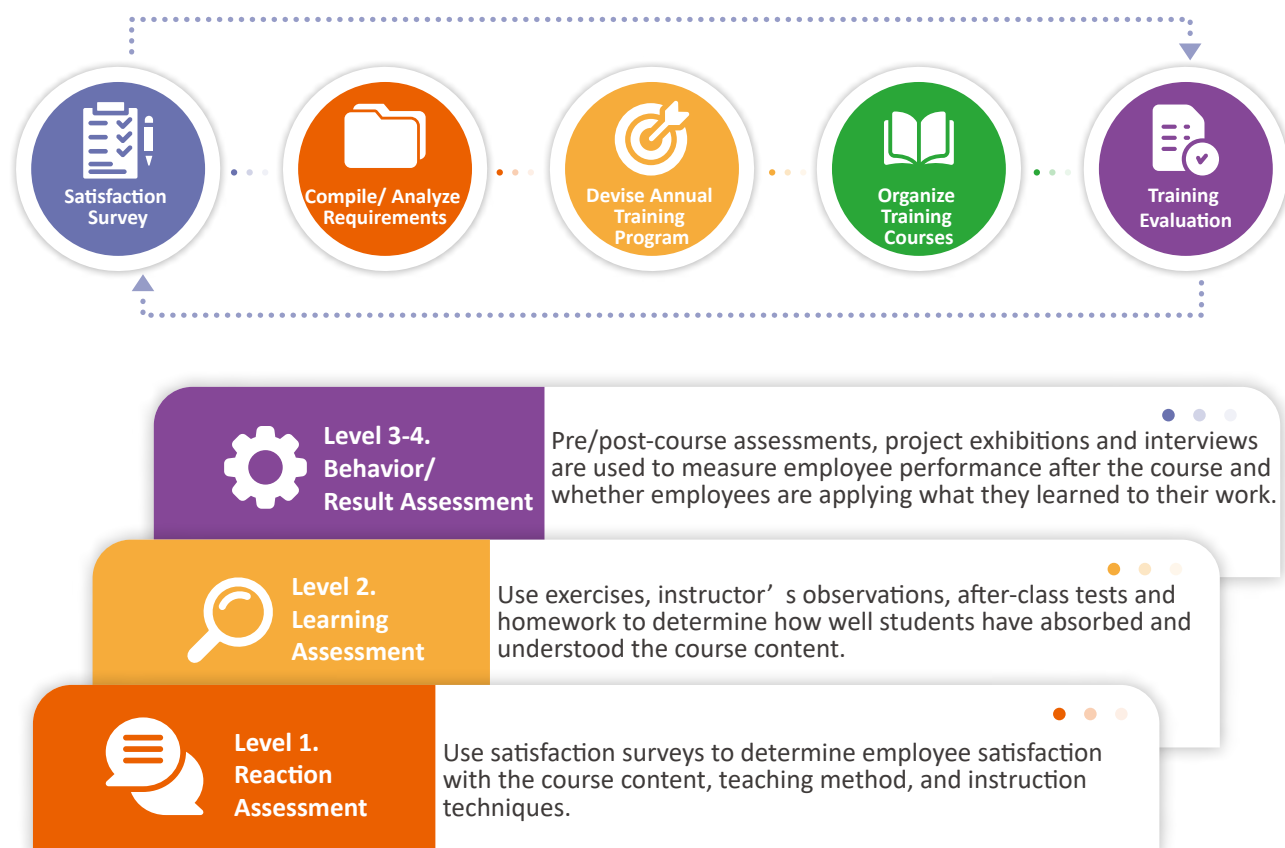 Satisfaction
Survey
Compile/ Analyze
Requirements
Devise Annual
Training
Program
Organize
Training
Courses
Training
Evaluation
Level 3-4.
Behavior/
Result Assessment
Pre/post-course assessments, project exhibitions and interviews
are used to measure employee performance after the course and
whether employees are applying what they learned to their work.
Level 2.
Learning
Assessment
Use exercises, instructor’ s observations, after-class tests and
homework to determine how well students have absorbed and
understood the course content.
Level 1.
Reaction
Assessment
Use satisfaction surveys to determine employee satisfaction
with the course content, teaching method, and instruction
techniques.